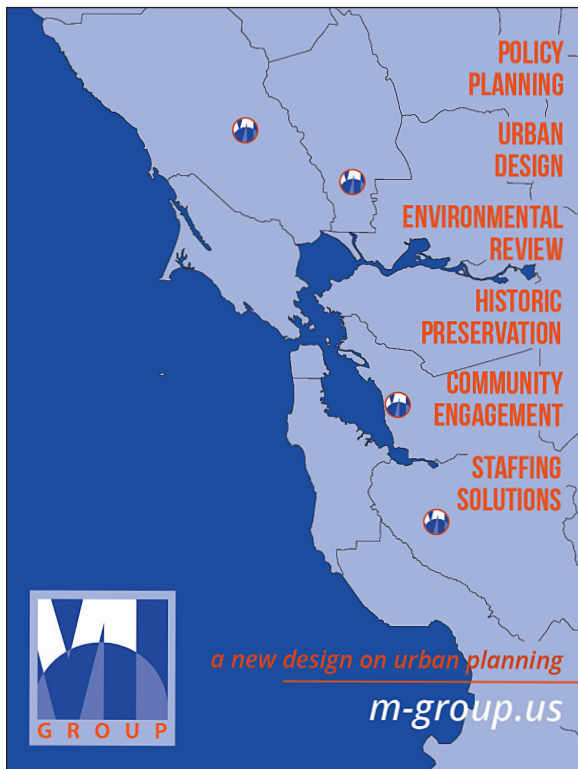 POLICY
PLANNING
URBAN
DESIGN
ENVIRONMENTAL
REVIEW
HISTORIC
PRESERVATION
COMMUNITY
ENGAGEMENT
STAFFING
SOLUTIONS
a new design on urban planning
m-group.us
GROUP